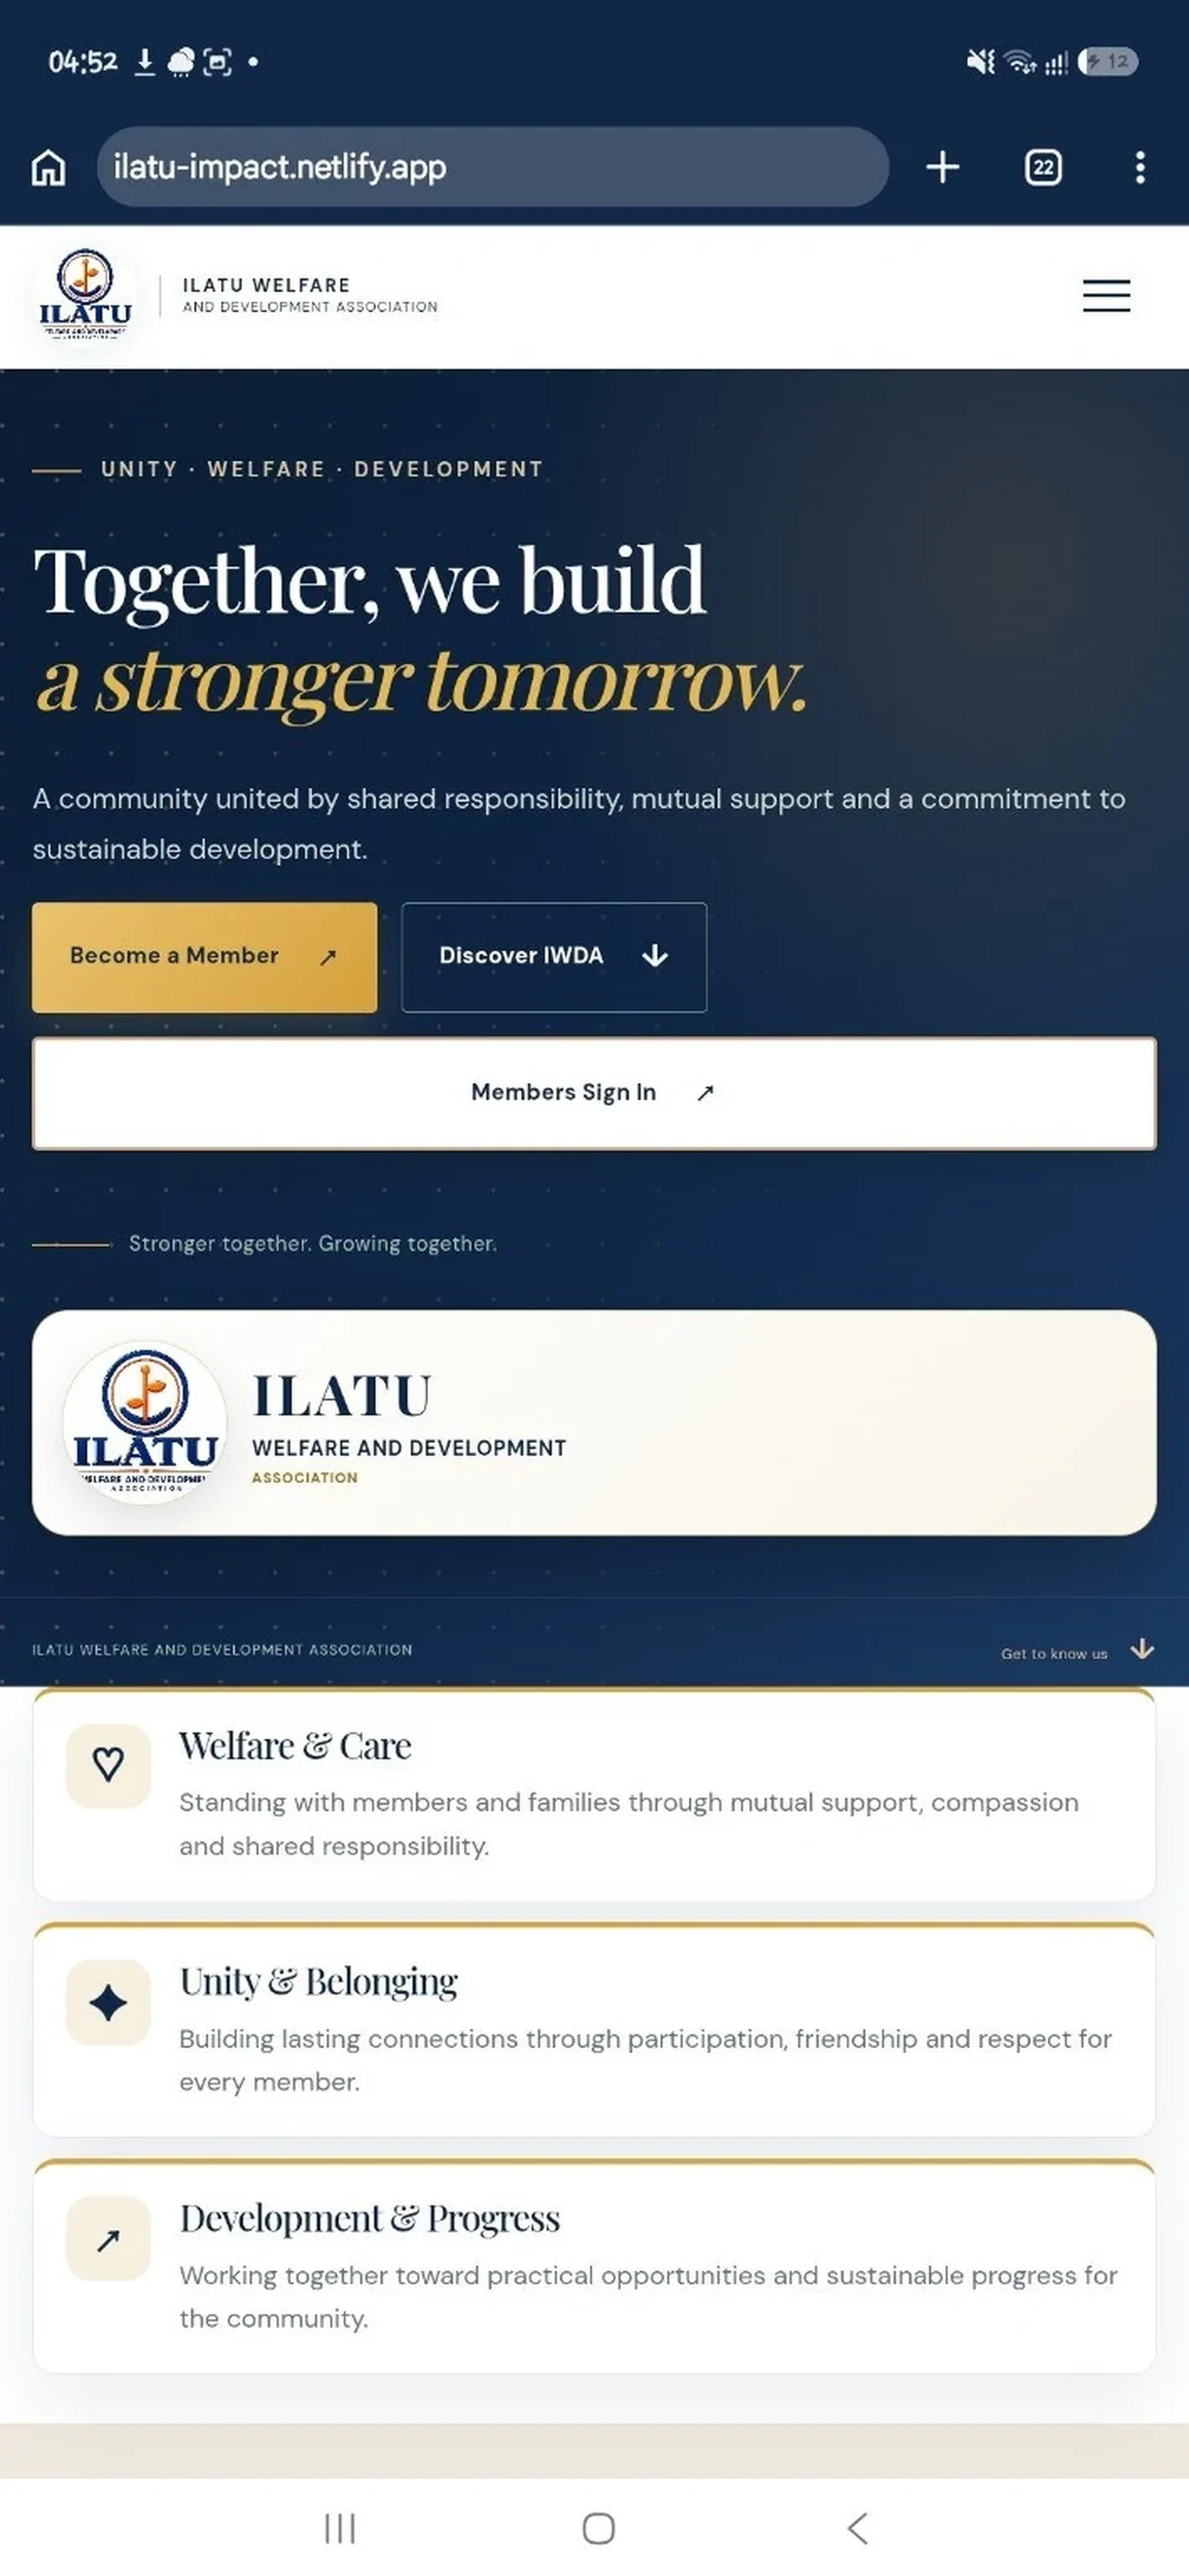 04:52
12
ilatu-impact.netlify.app
22
ILATU
ILATU WELFARE
AND DEVELOPMENT ASSOCIATION
UNITY · WELFARE · DEVELOPMENT
Together, we build
a stronger tomorrow.
A community united by shared responsibility, mutual support and a commitment to
sustainable development.
Become a Member ↗
Discover IWDA ↓
Members Sign In ↗
Stronger together. Growing together.
ILATU
ASSOCIATION
ILATU
WELFARE AND DEVELOPMENT
ASSOCIATION
ILATU WELFARE AND DEVELOPMENT ASSOCIATION
Get to know us ↓
Welfare & Care
Standing with members and families through mutual support, compassion
and shared responsibility.
Unity & Belonging
Building lasting connections through participation, friendship and respect for
every member.
Development & Progress
Working together toward practical opportunities and sustainable progress for
the community.